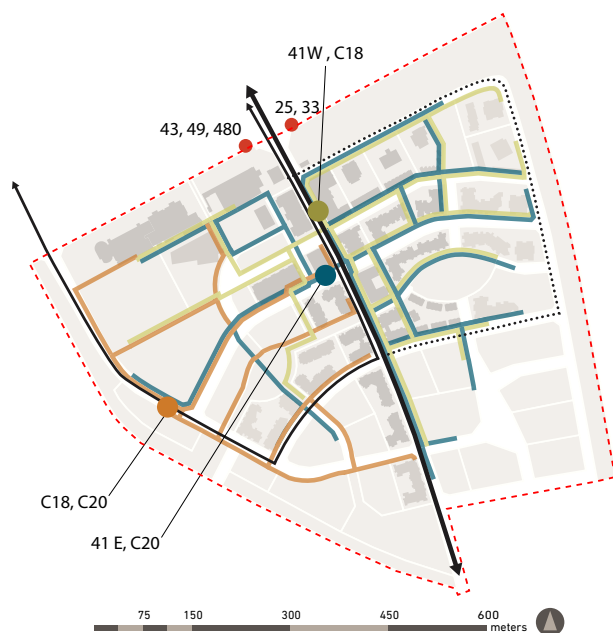 41W , C18
25, 33
43, 49, 480
C18, C20
41 E, C20
75 150 300 450 600
meters